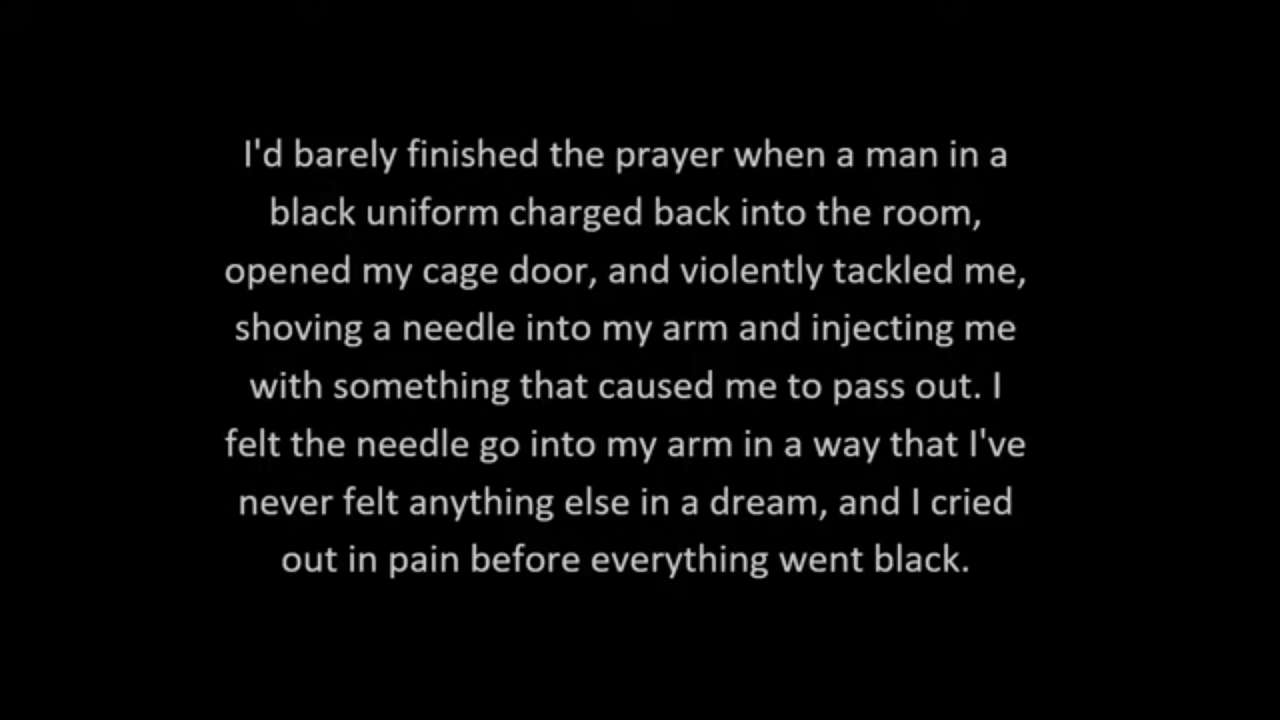 I'd barely finished the prayer when a man in a
black uniform charged back into the room,
opened my cage door, and violently tackled me,
shoving a needle into my arm and injecting me
with something that caused me to pass out. I
felt the needle go into my arm in a way that I've
never felt anything else in a dream, and I cried
out in pain before everything went black.